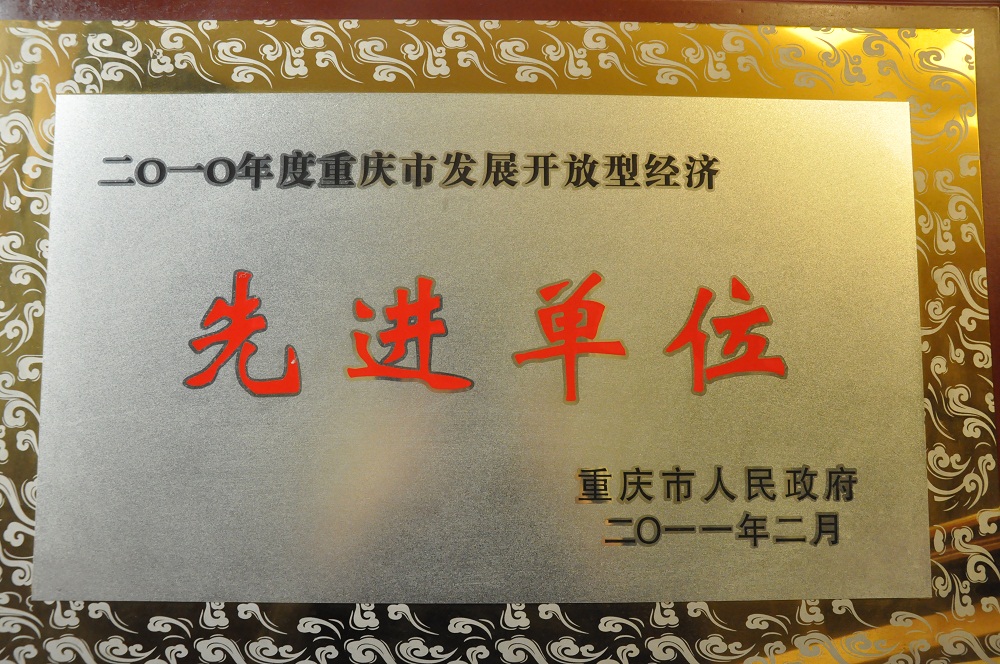 二〇一〇年度重庆市发展开放型经济
先进单位
重庆市人民政府
二〇一一年二月